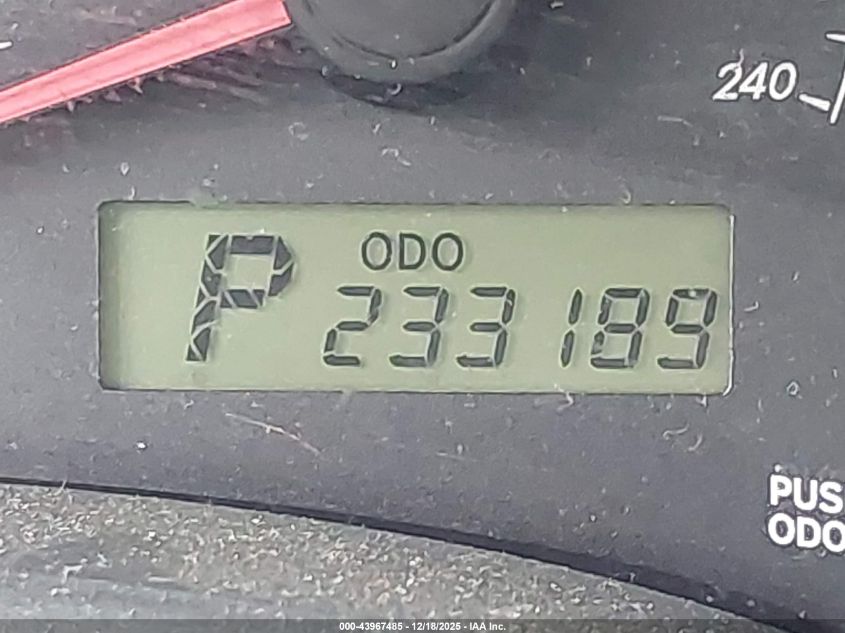 240
P ODO
233189
PUS
ODO
000-43967485 - 12/18/2025 - IAA Inc.